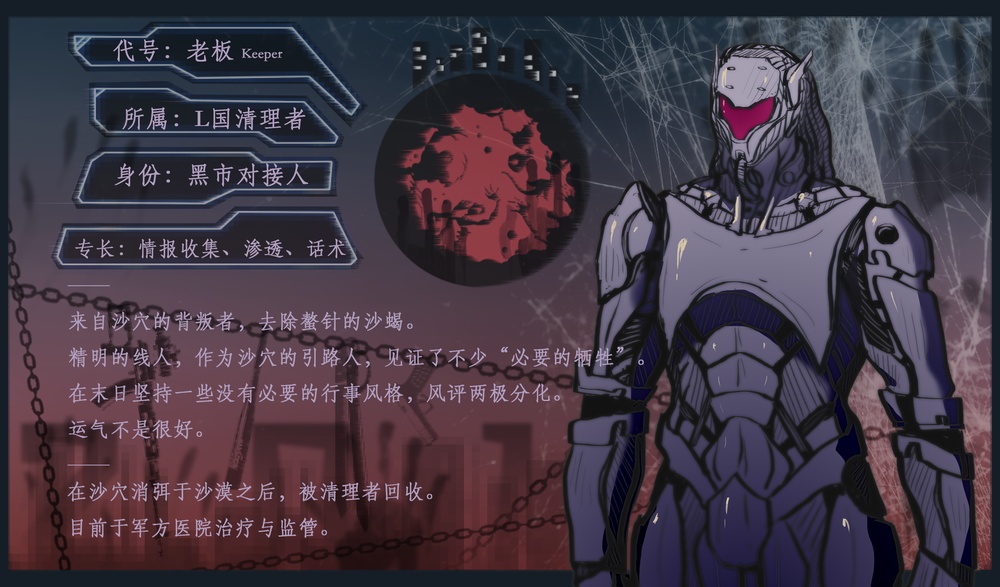 代号：老板 Keeper
所属：L国清理者
身份：黑市对接人
专长：情报收集、渗透、话术
来自沙穴的背叛者，去除螯针的沙蝎。
精明的线人，作为沙穴的引路人，见证了不少“必要的牺牲”。
在末日坚持一些没有必要的行事风格，风评两极分化。
运气不是很好。
在沙穴消弭于沙漠之后，被清理者回收。
目前于军方医院治疗与监管。